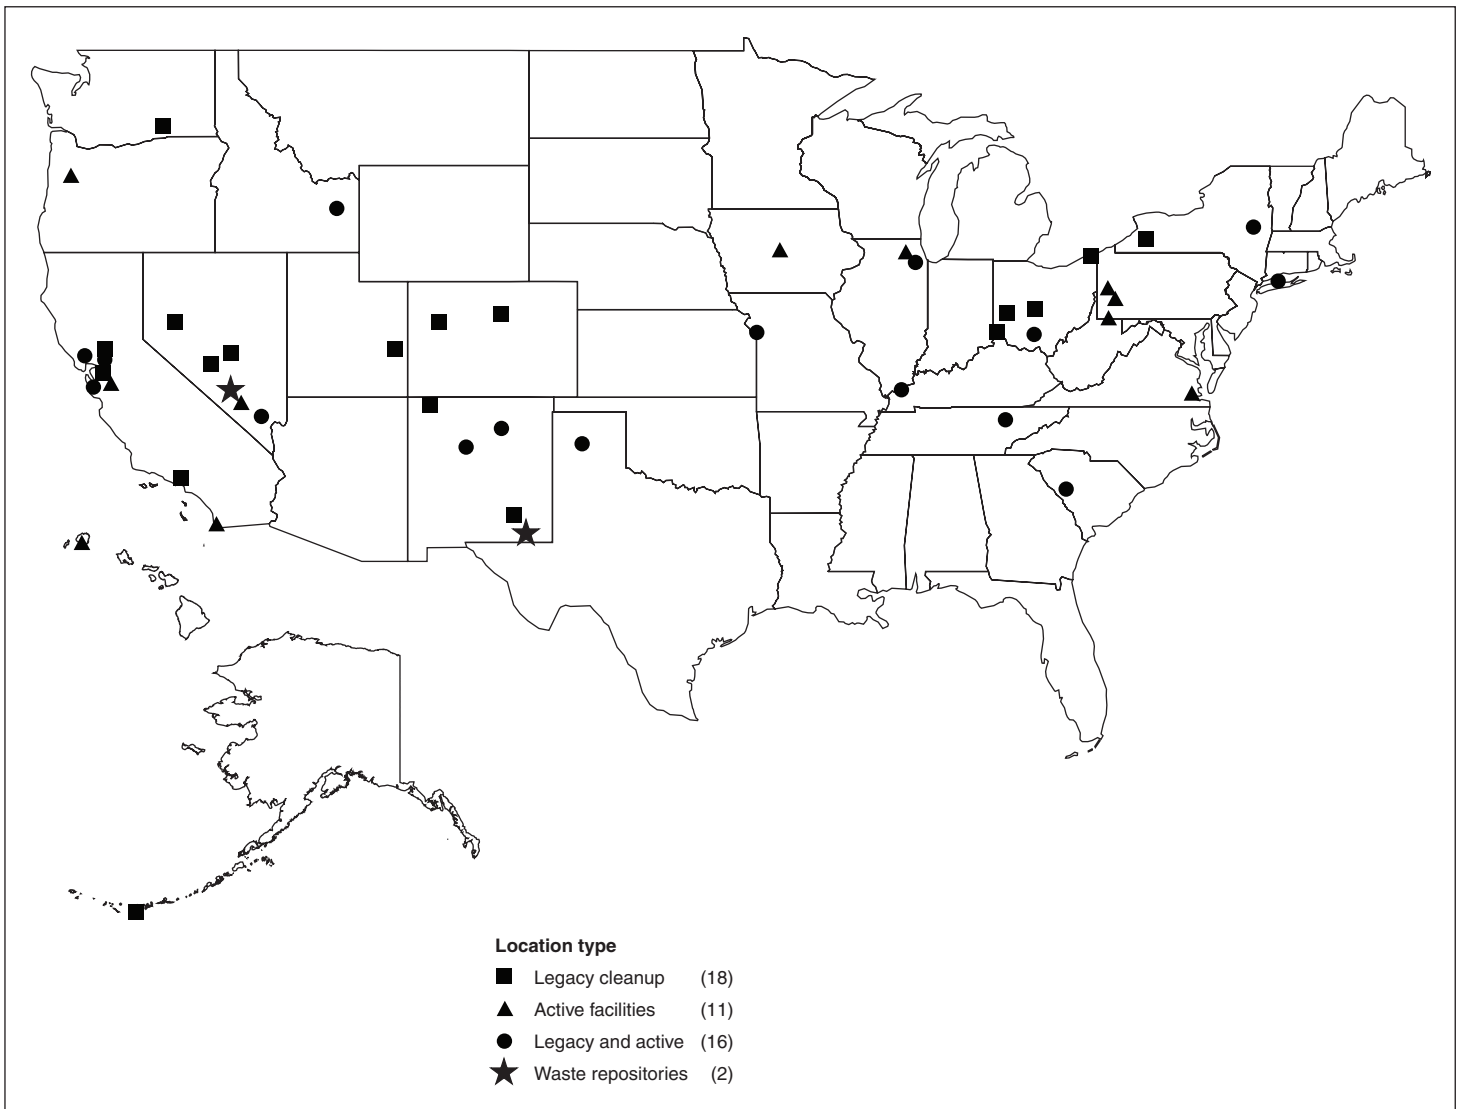 Location type
Legacy cleanup (18)
Active facilities (11)
Legacy and active (16)
Waste repositories (2)